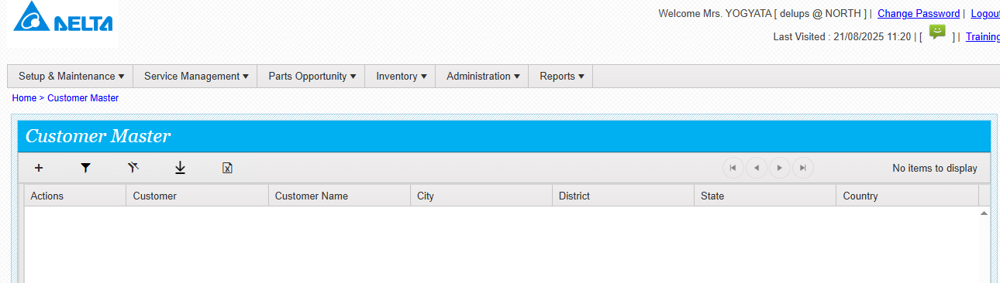 DELTA
Welcome Mrs. YOGYATA [ delups @ NORTH ] | Change Password | Logout
Last Visited : 21/08/2025 11:20 | [ ] | Training
Setup & Maintenance Service Management Parts Opportunity Inventory Administration Reports
Home > Customer Master
Customer Master
No items to display
Actions Customer Customer Name City District State Country